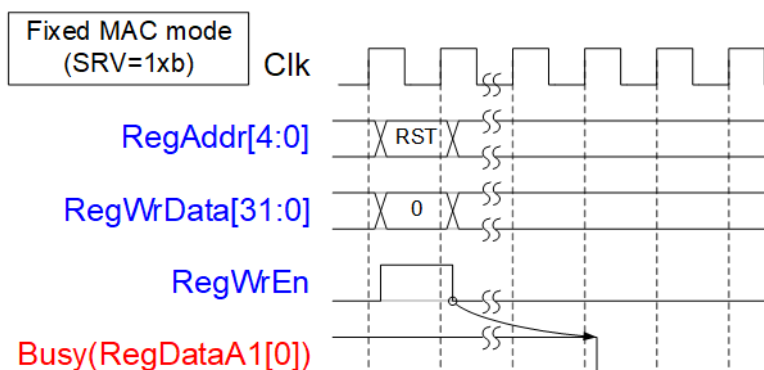 Fixed MAC mode
(SRV=1xb)
Clk
RegAddr[4:0]
RST
RegWrData[31:0]
0
RegWrEn
Busy(RegDataA1[0])